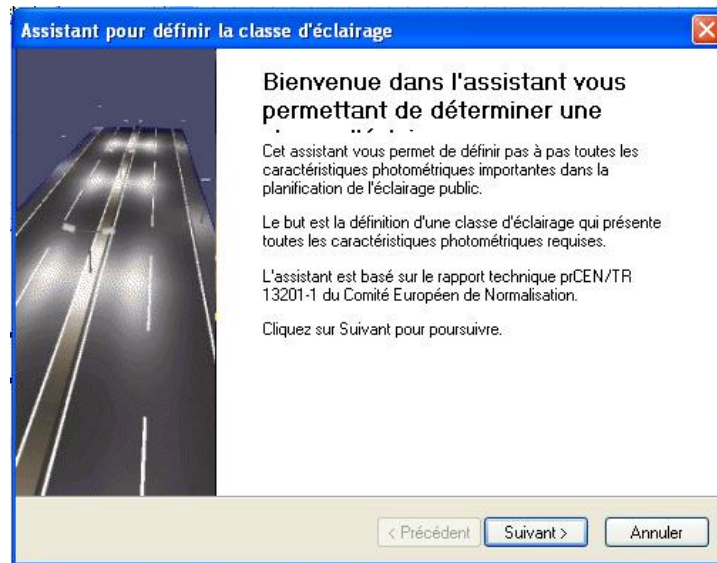 Assistant pour définir la classe d'éclairage
Bienvenue dans l'assistant vous
permettant de déterminer une
Cet assistant vous permet de définir pas à pas toutes les
caractéristiques photométriques importantes dans la
planification de l'éclairage public.
Le but est la définition d'une classe d'éclairage qui présente
toutes les caractéristiques photométriques requises.
L'assistant est basé sur le rapport technique prCEN/TR
13201-1 du Comité Européen de Normalisation.
Cliquez sur Suivant pour poursuivre.
< Précédent
Suivant >
Annuler